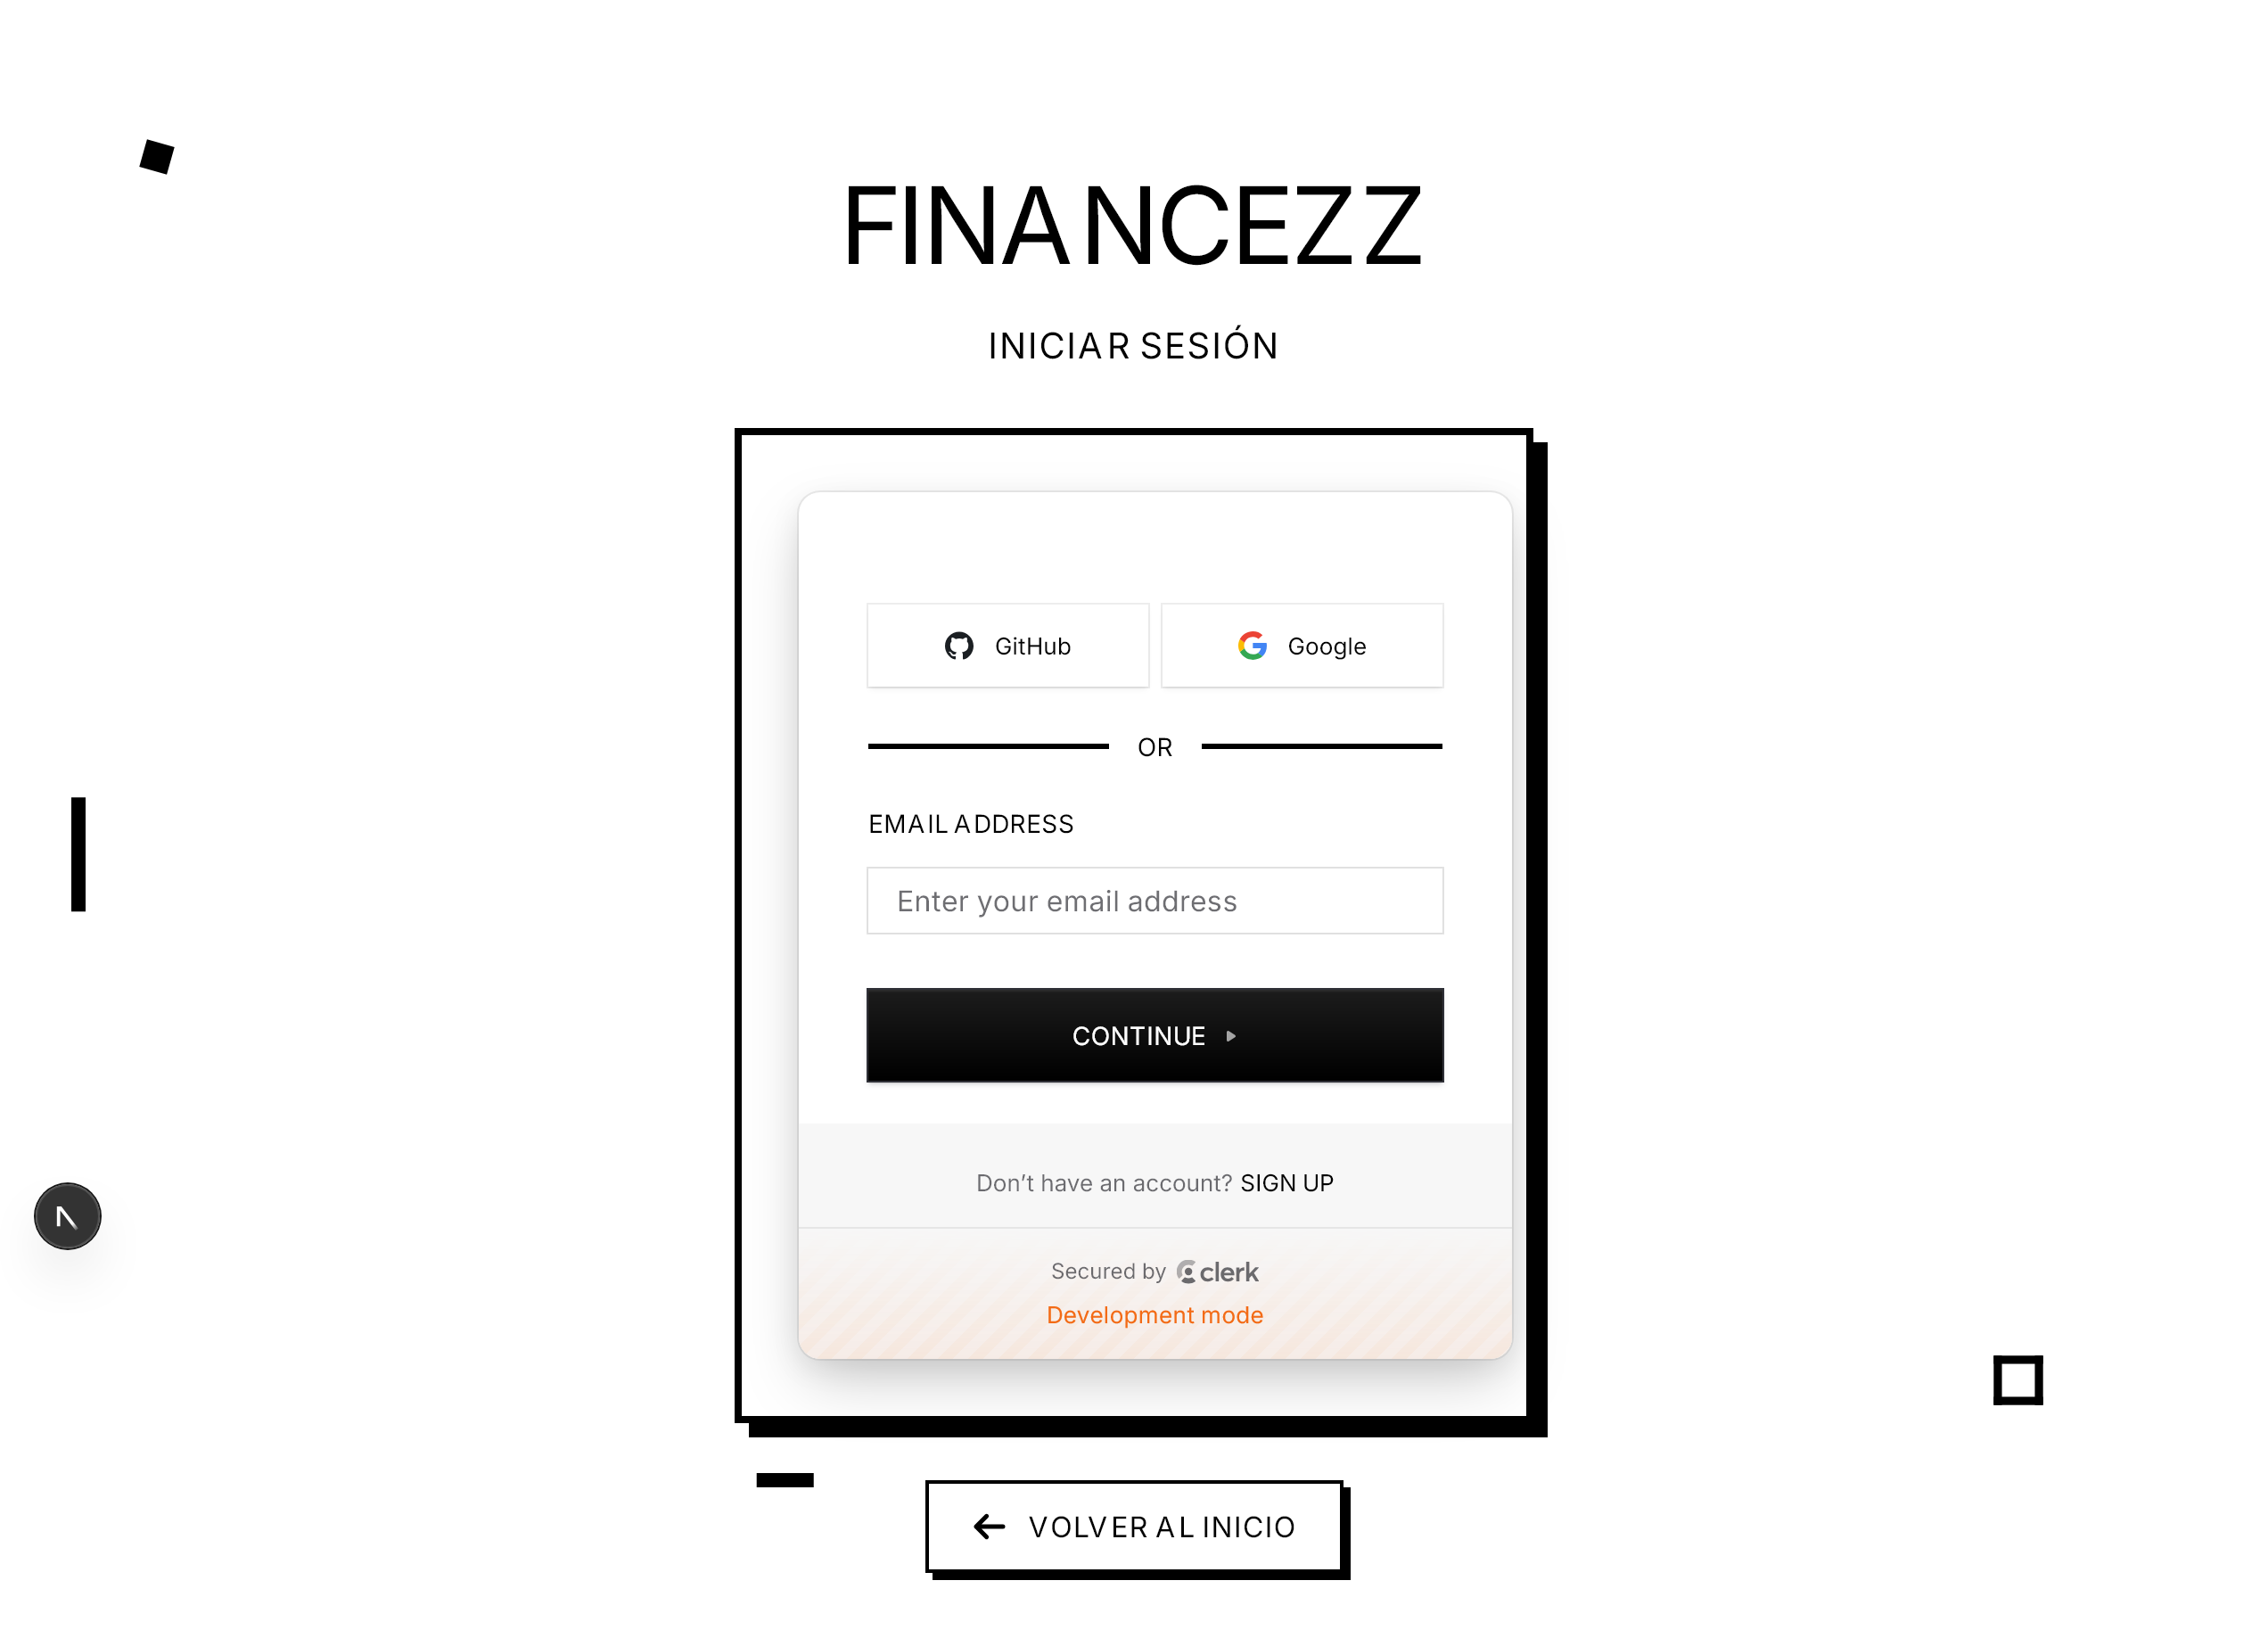 FINANCEZZ
INICIAR SESIÓN
GitHub
Google
OR
EMAIL ADDRESS
Enter your email address
CONTINUE
Don’t have an account? SIGN UP
Secured by clerk
Development mode
VOLVER AL INICIO